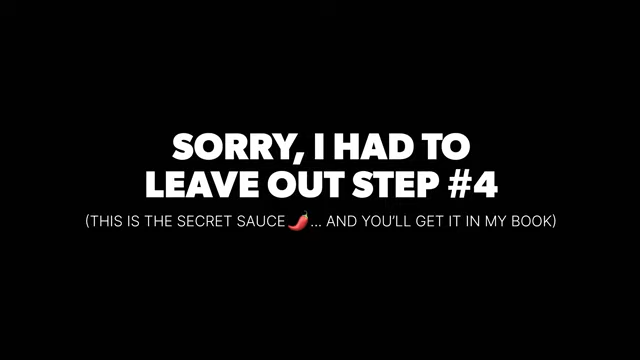 SORRY, I HAD TO
LEAVE OUT STEP #4
(THIS IS THE SECRET SAUCE🌶️... AND YOU'LL GET IT IN MY BOOK)